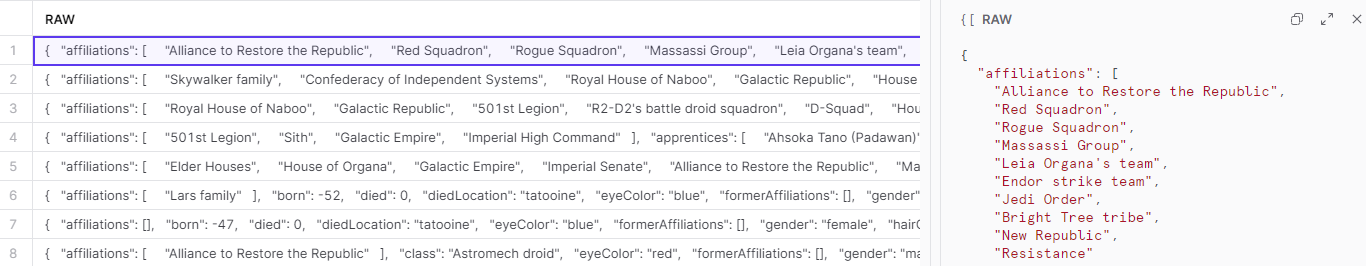 RAW
1 { "affiliations": [ "Alliance to Restore the Republic", "Red Squadron", "Rogue Squadron", "Massassi Group", "Leia Organa's team",
2 { "affiliations": [ "Skywalker family", "Confederacy of Independent Systems", "Royal House of Naboo", "Galactic Republic", "House
3 { "affiliations": [ "Royal House of Naboo", "Galactic Republic", "501st Legion", "R2-D2's battle droid squadron", "D-Squad", "Hou
4 { "affiliations": [ "501st Legion", "Sith", "Galactic Empire", "Imperial High Command" ], "apprentices": [ "Ahsoka Tano (Padawan)"
5 { "affiliations": [ "Elder Houses", "House of Organa", "Galactic Empire", "Imperial Senate", "Alliance to Restore the Republic", "Ma
6 { "affiliations": [ "Lars family" ], "born": -52, "died": 0, "diedLocation": "tatooine", "eyeColor": "blue", "formerAffiliations": [], "gender"
7 { "affiliations": [], "born": -47, "died": 0, "diedLocation": "tatooine", "eyeColor": "blue", "formerAffiliations": [], "gender": "female", "hairC
8 { "affiliations": [ "Alliance to Restore the Republic" ], "class": "Astromech droid", "eyeColor": "red", "formerAffiliations": [], "gender": "ma
{[ RAW
{
"affiliations": [
"Alliance to Restore the Republic",
"Red Squadron",
"Rogue Squadron",
"Massassi Group",
"Leia Organa's team",
"Endor strike team",
"Jedi Order",
"Bright Tree tribe",
"New Republic",
"Resistance"